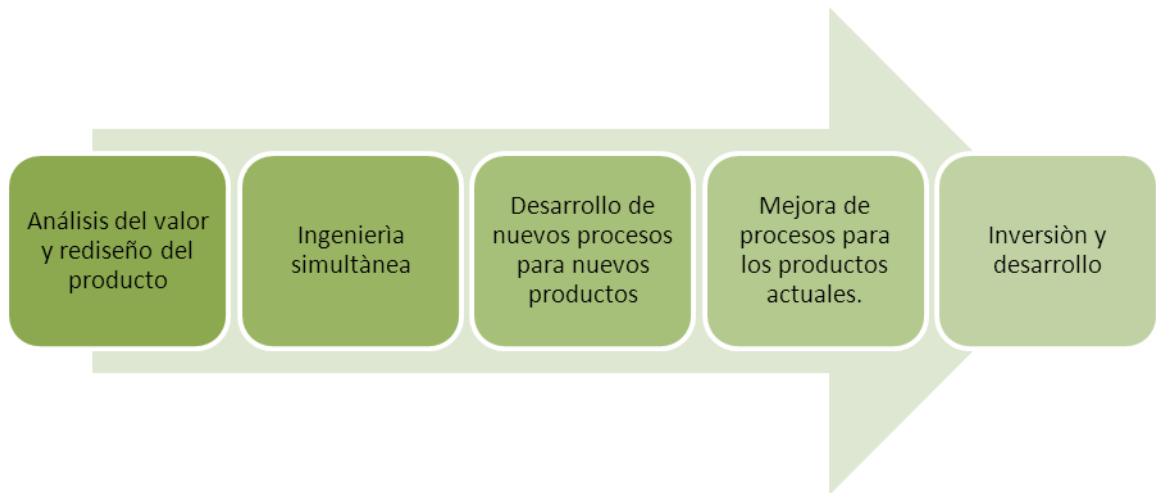 Análisis del valor
y rediseño del
producto
Ingenierìa
simultànea
Desarrollo de
nuevos procesos
para nuevos
productos
Mejora de
procesos para
los productos
actuales.
Inversiòn y
desarrollo